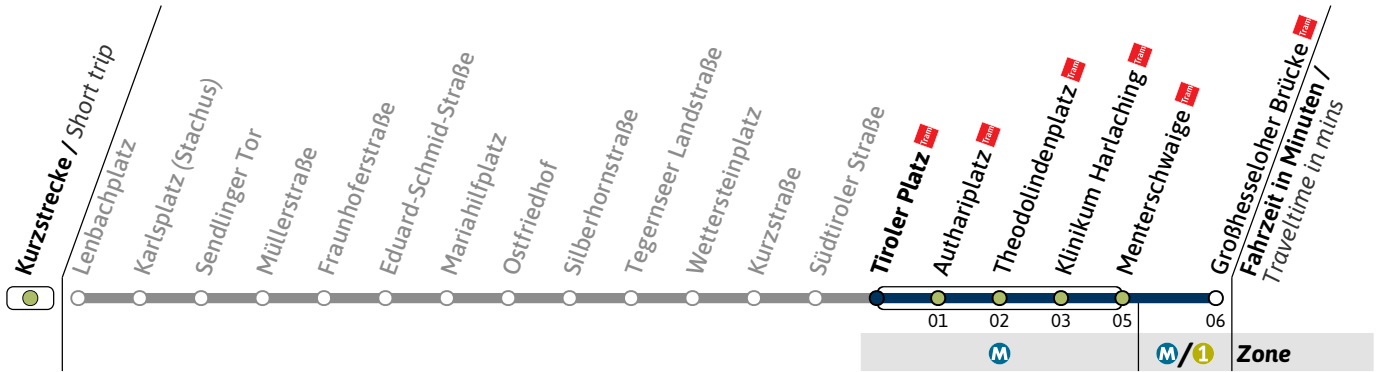 Kurzstrecke / Short trip
Lenbachplatz
Karlsplatz (Stachus)
Sendlinger Tor
Müllerstraße
Fraunhoferstraße
Eduard-Schmid-Straße
Mariahilfplatz
Ostfriedhof
Silberhornstraße
Tegernseer Landstraße
Wettersteinplatz
Kurzstraße
Südtiroler Straße
Tiroler Platz Tram
Authariplatz Tram
Theodolindenplatz Tram
Klinikum Harlaching Tram
Menterschwaige Tram
Großhesseloher Brücke Tram
Fahrzeit in Minuten /
Traveltime in mins
01 02 03 05 06
M M/1 Zone